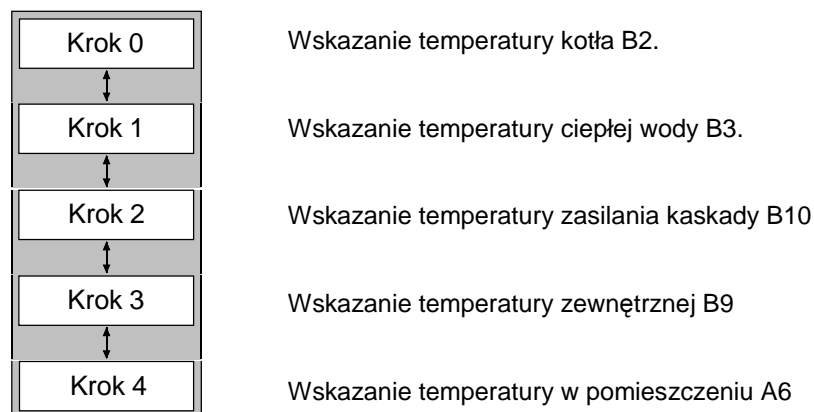 Krok 0 Wskazanie temperatury kotła B2.
Krok 1 Wskazanie temperatury ciepłej wody B3.
Krok 2 Wskazanie temperatury zasilania kaskady B10
Krok 3 Wskazanie temperatury zewnętrznej B9
Krok 4 Wskazanie temperatury w pomieszczeniu A6